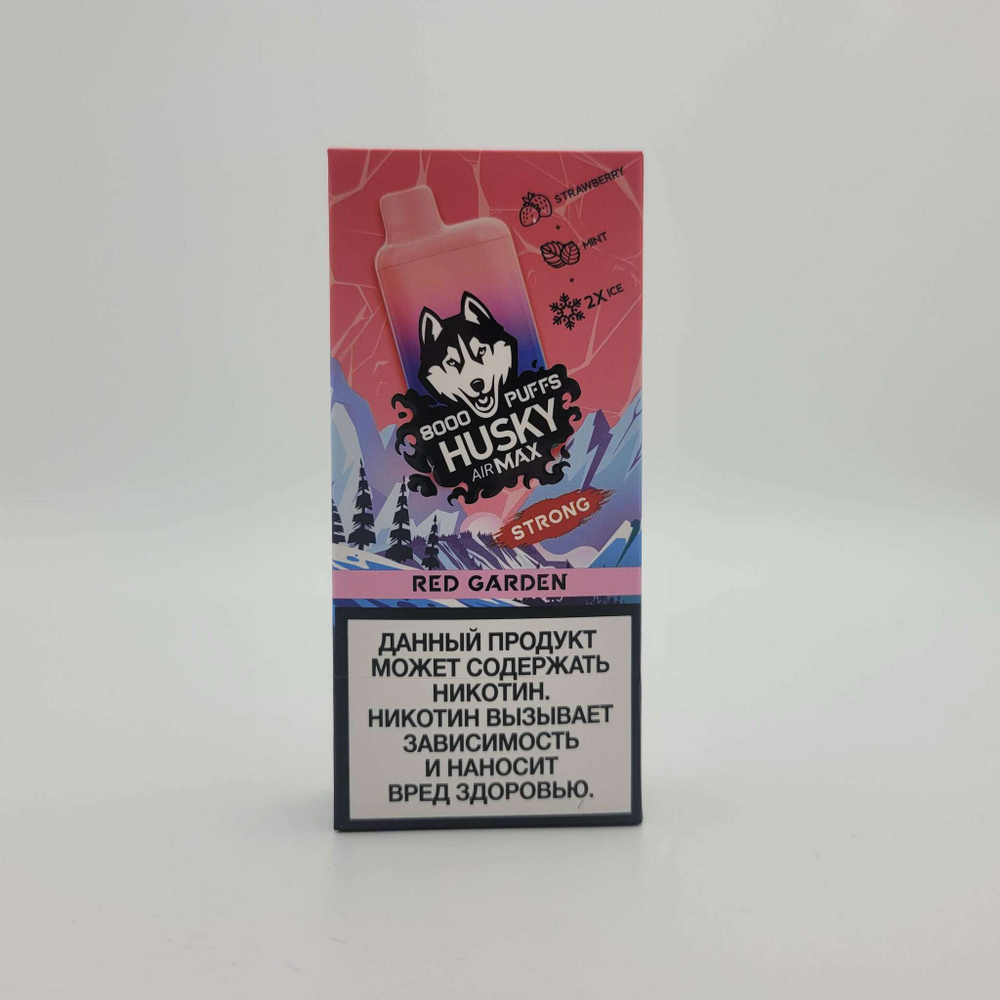 STRAWBERRY
+
MINT
+
2X ICE
8000 PUFFS
HUSKY
AIR MAX
STRONG
RED GARDEN
ДАННЫЙ ПРОДУКТ
МОЖЕТ СОДЕРЖАТЬ
НИКОТИН.
НИКОТИН ВЫЗЫВАЕТ
ЗАВИСИМОСТЬ
И НАНОСИТ
ВРЕД ЗДОРОВЬЮ.